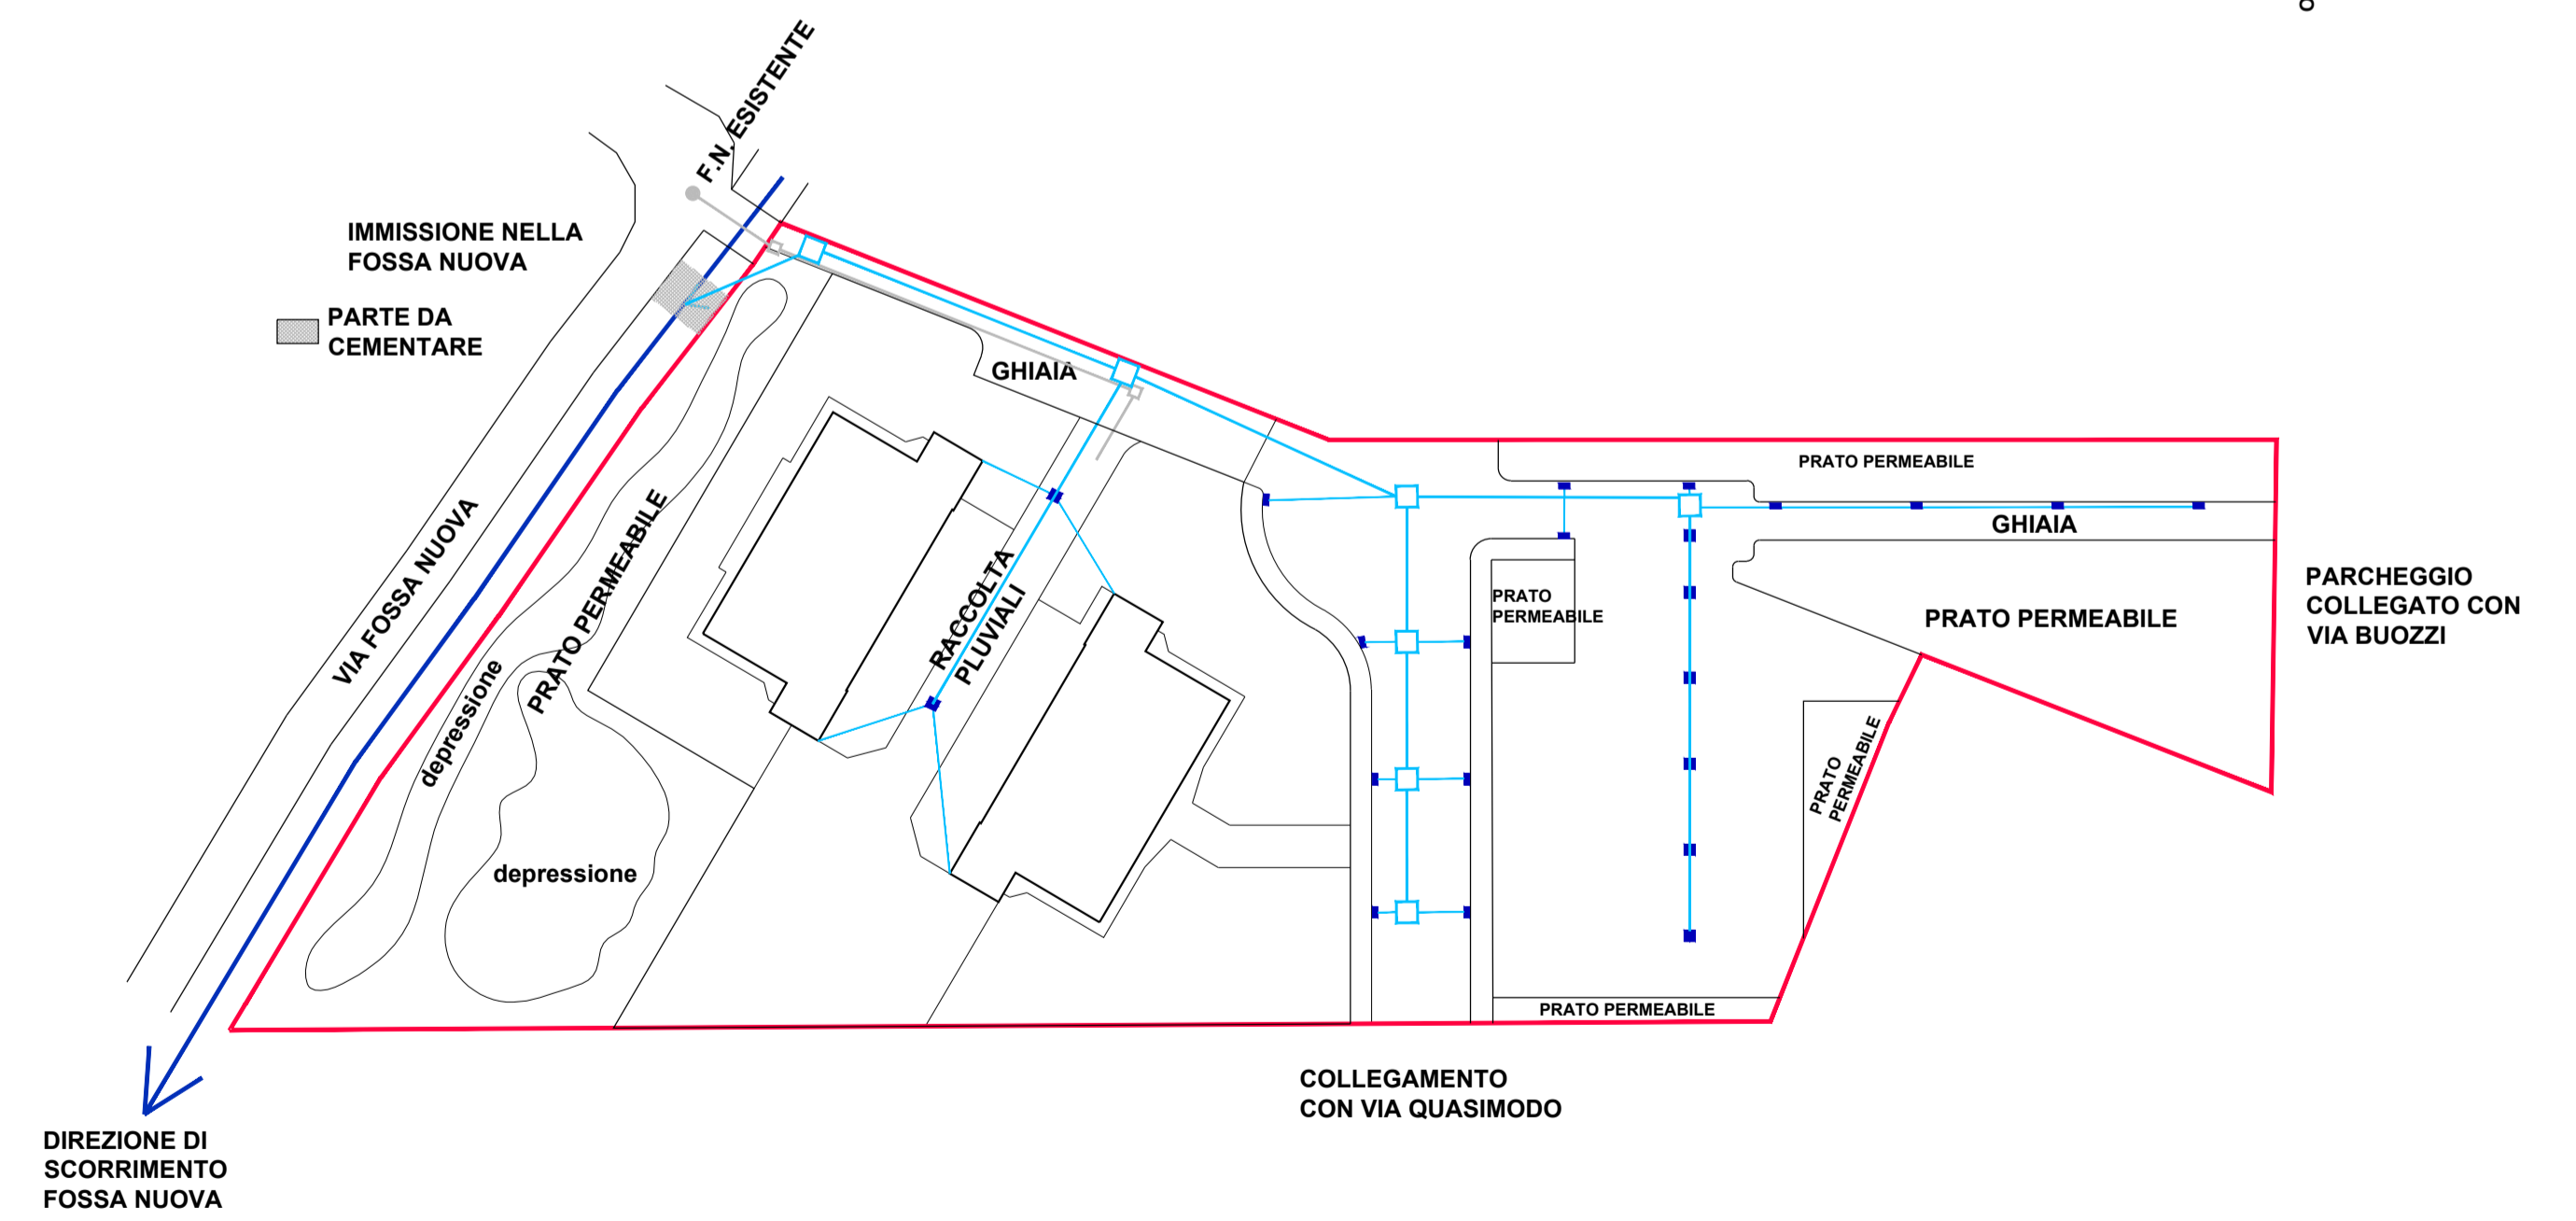 F.N. ESISTENTE
IMMISSIONE NELLA
FOSSA NUOVA
PARTE DA
CEMENTARE
GHIAIA
PRATO PERMEABILE
GHIAIA
VIA FOSSA NUOVA
PRATO PERMEABILE
RACCOLTA
PLUVIALI
PRATO
PERMEABILE
PRATO PERMEABILE
PARCHEGGIO
COLLEGATO CON
VIA BUOZZI
depressione
PRATO
PERMEABILE
depressione
PRATO PERMEABILE
COLLEGAMENTO
CON VIA QUASIMODO
DIREZIONE DI
SCORRIMENTO
FOSSA NUOVA